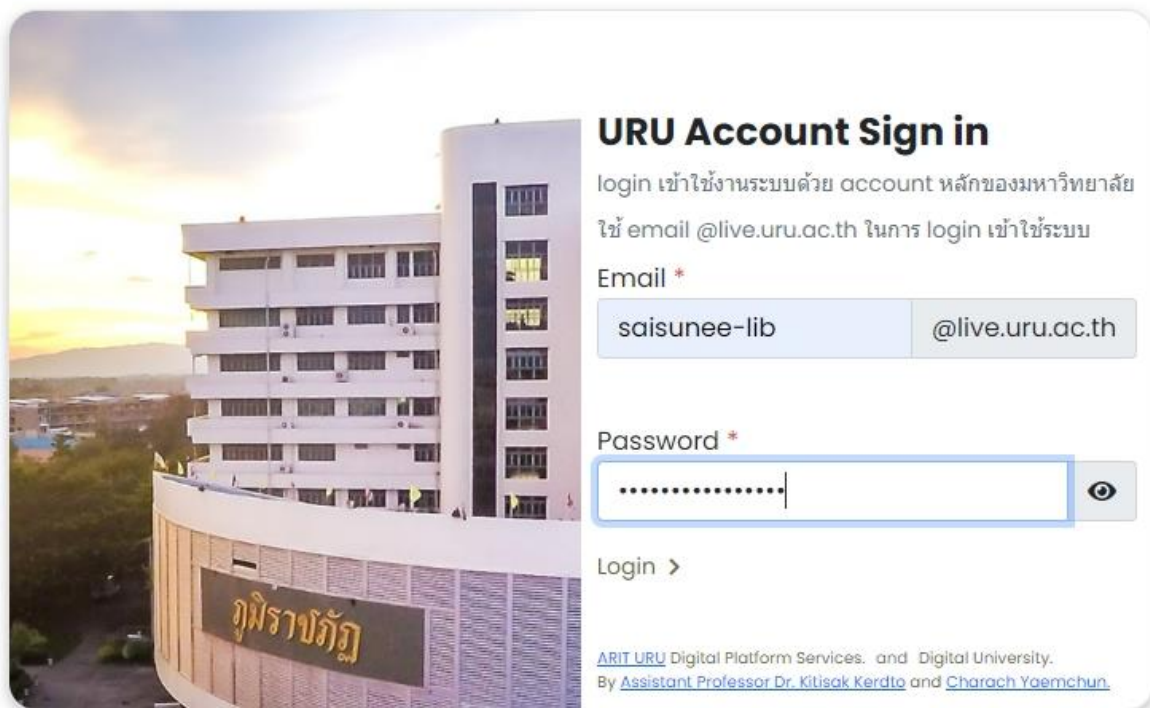 URU Account Sign in
login เข้าใช้งานระบบด้วย account หลักของมหาวิทยาลัย
ใช้ email @live.uru.ac.th ในการ login เข้าใช้ระบบ
Email *
saisunee-lib @live.uru.ac.th
Password *
••••••••••••••••
Login >
ภูมิราชภัฏ
ARIT URU Digital Platform Services. and Digital University.
By Assistant Professor Dr. Kitisak Kerdto and Charach Yaemchun.